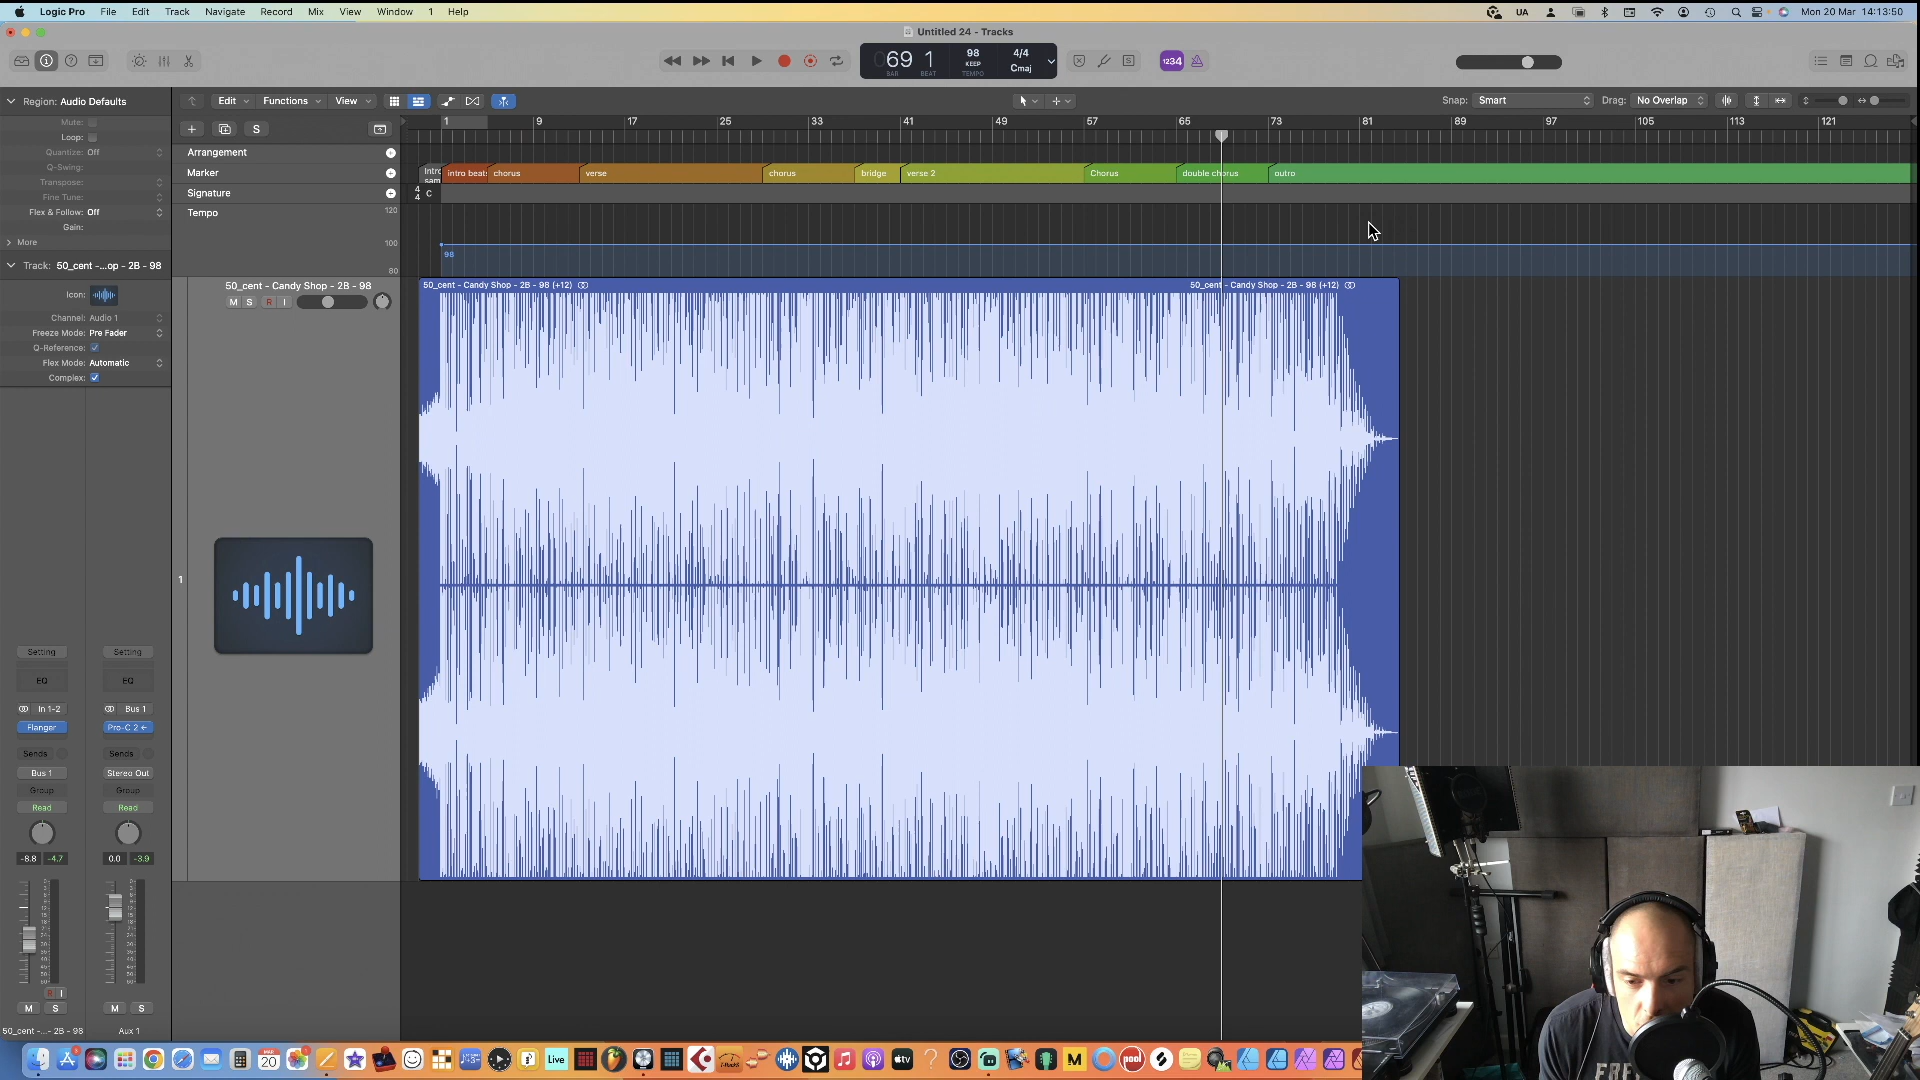 Logic Pro File Edit Track Navigate Record Mix View Window 1 Help
UA Mon 20 Mar 14:13:50
Untitled 24 - Tracks
069 1
BAR BEAT
98
KEEP
TEMPO
4/4
Cmaj
1234
Region: Audio Defaults
Mute:
Loop:
Quantize: Off
Q-Swing:
Transpose:
Fine Tune:
Flex & Follow: Off
Gain:
More
Track: 50_cent -...op - 2B - 98
Icon:
Channel: Audio 1
Freeze Mode: Pre Fader
Q-Reference:
Flex Mode: Automatic
Complex:
Edit Functions View
Snap: Smart Drag: No Overlap
S
1 9 17 25 33 41 49 57 65 73 81 89 97 105 113 121
Arrangement
Marker
Intro sam intro beats chorus verse chorus bridge verse 2 Chorus double chorus outro
Signature
4
4 C
Tempo
120
100
80
98
50_cent - Candy Shop - 2B - 98
M S R I
50_cent - Candy Shop - 2B - 98 (+12)
50_cent - Candy Shop - 2B - 98 (+12)
1
Setting Setting
EQ EQ
In 1-2 Bus 1
Flanger Pro-C 2
Sends Sends
Bus 1 Stereo Out
Group Group
Read Read
-8.8 -4.7 0.0 -3.9
R I
M S M S
50_cent -...- 2B - 98 Aux 1
MAR
20
Live
M
pool
tv
FREE